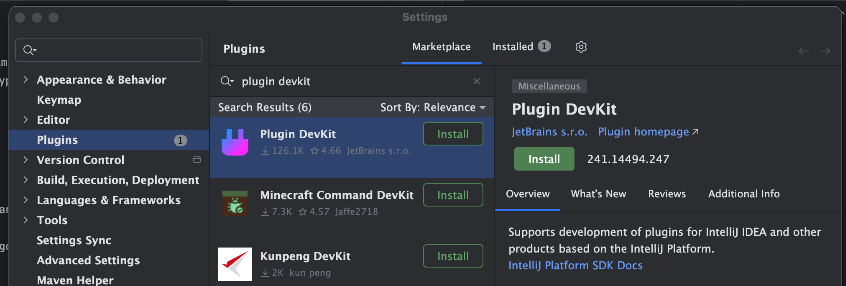 Settings
Plugins
Marketplace
Installed 1
Appearance & Behavior
Keymap
Editor
Plugins 1
Version Control
Build, Execution, Deployment
Languages & Frameworks
Tools
Settings Sync
Advanced Settings
Maven Helper
plugin devkit
Search Results (6)
Sort By: Relevance
Plugin DevKit
126.1K 4.66 JetBrains s.r.o.
Install
Minecraft Command DevKit
7.3K 4.57 Jaffe2718
Install
Kunpeng DevKit
2K kun peng
Install
Miscellaneous
Plugin DevKit
JetBrains s.r.o. Plugin homepage
Install 241.14494.247
Overview
What's New
Reviews
Additional Info
Supports development of plugins for IntelliJ IDEA and other
products based on the IntelliJ Platform.
IntelliJ Platform SDK Docs